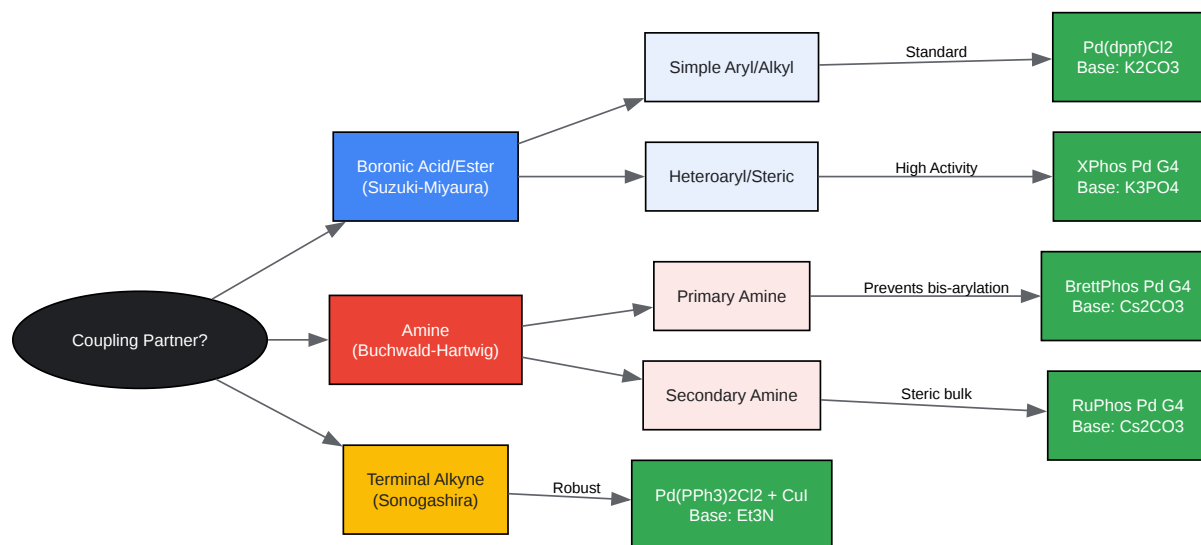 Coupling Partner?
Boronic Acid/Ester
(Suzuki-Miyaura)
Simple Aryl/Alkyl
Standard
Pd(dppf)Cl2
Base: K2CO3
Heteroaryl/Steric
High Activity
XPhos Pd G4
Base: K3PO4
Amine
(Buchwald-Hartwig)
Primary Amine
Prevents bis-arylation
BrettPhos Pd G4
Base: Cs2CO3
Secondary Amine
Steric bulk
RuPhos Pd G4
Base: Cs2CO3
Terminal Alkyne
(Sonogashira)
Robust
Pd(PPh3)2Cl2 + CuI
Base: Et3N